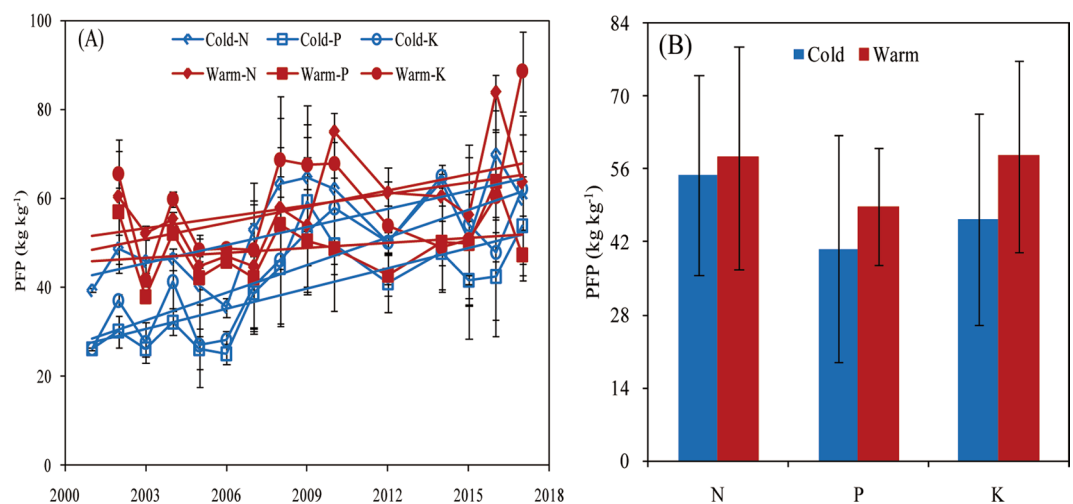 (A)
Cold-N Cold-P Cold-K
Warm-N Warm-P Warm-K
PFP (kg kg⁻¹)
100
80
60
40
20
0
2000 2003 2006 2009 2012 2015 2018
(B)
Cold Warm
PFP (kg kg⁻¹)
84
70
56
42
28
14
0
N P K